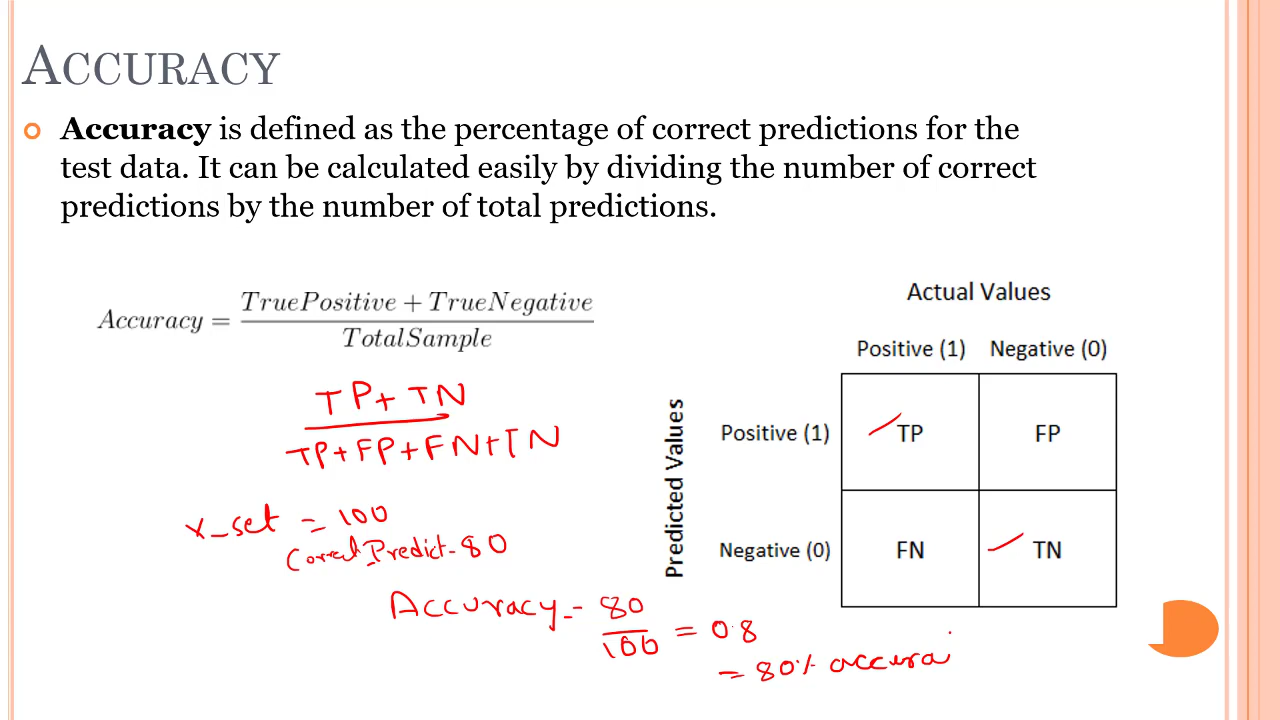 ACCURACY
Accuracy is defined as the percentage of correct predictions for the
test data. It can be calculated easily by dividing the number of correct
predictions by the number of total predictions.
Accuracy = TruePositive + TrueNegative
TotalSample
TP+ TN
TP+FP+FN+TN
x_set = 100
Correct Predict - 80
Accuracy = 80
100 = 0.8
= 80% accura
Actual Values
Positive (1) Negative (0)
Predicted Values
Positive (1) TP FP
Negative (0) FN TN